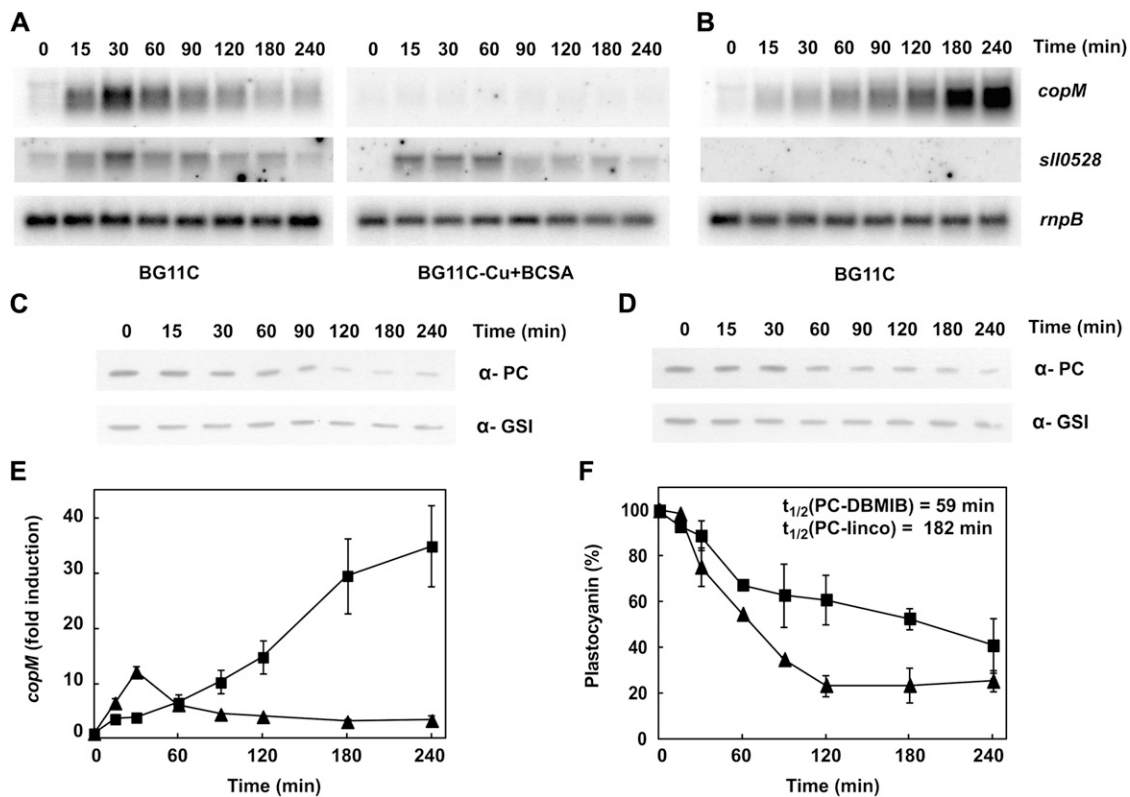 A
B
0 15 30 60 90 120 180 240
0 15 30 60 90 120 180 240
0 15 30 60 90 120 180 240 Time (min)
copM
sll0528
rnpB
BG11C
BG11C-Cu+BCSA
BG11C
C
D
0 15 30 60 90 120 180 240 Time (min)
α- PC
α- GSI
0 15 30 60 90 120 180 240 Time (min)
α- PC
α- GSI
E
copM (fold induction)
40
30
20
10
0
0 60 120 180 240
Time (min)
F
t1/2(PC-DBMIB) = 59 min
t1/2(PC-linco) = 182 min
Plastocyanin (%)
100
80
60
40
20
0
0 60 120 180 240
Time (min)